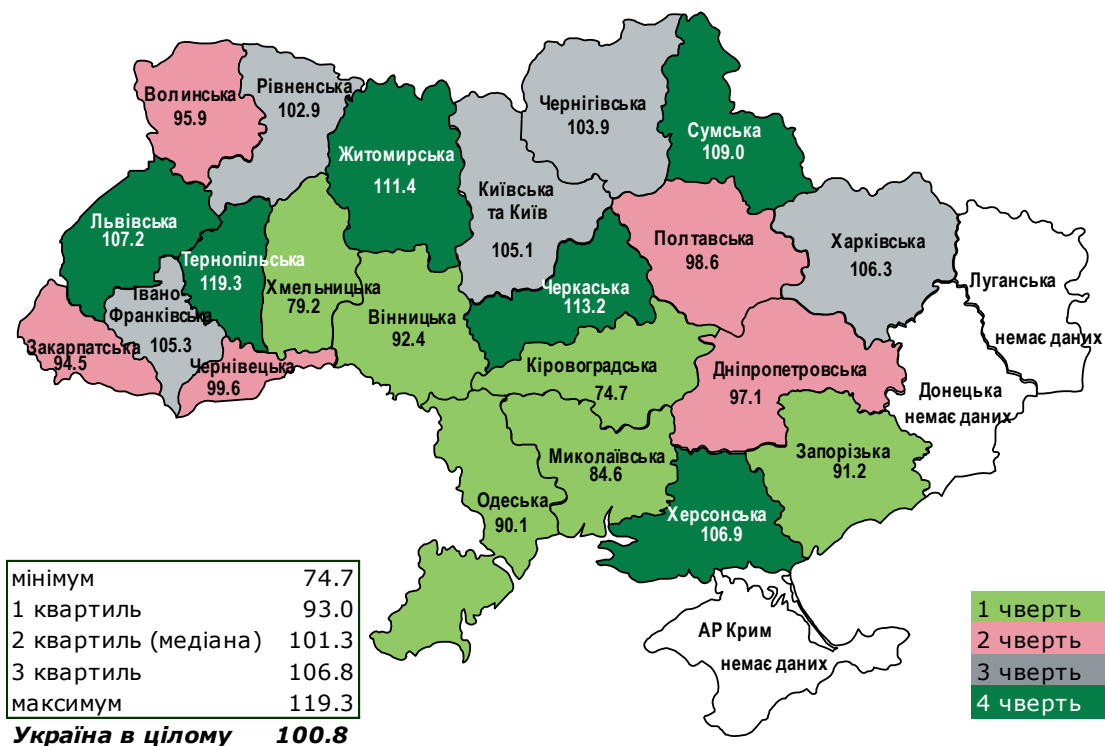 Волинська
95.9
Рівненська
102.9
Житомирська
111.4
Київська
та Київ
105.1
Чернігівська
103.9
Сумська
109.0
Львівська
107.2
Тернопільська
119.3
Хмельницька
79.2
Вінницька
92.4
Черкаська
113.2
Полтавська
98.6
Харківська
106.3
Луганська
немає даних
Івано-
Франківська
105.3
Закарпатська
94.5
Чернівецька
99.6
Кіровоградська
74.7
Дніпропетровська
97.1
Донецька
немає даних
Миколаївська
84.6
Запорізька
91.2
Одеська
90.1
Херсонська
106.9
АР Крим
немає даних
мінімум 74.7
1 квартиль 93.0
2 квартиль (медіана) 101.3
3 квартиль 106.8
максимум 119.3
Україна в цілому 100.8
1 чверть
2 чверть
3 чверть
4 чверть